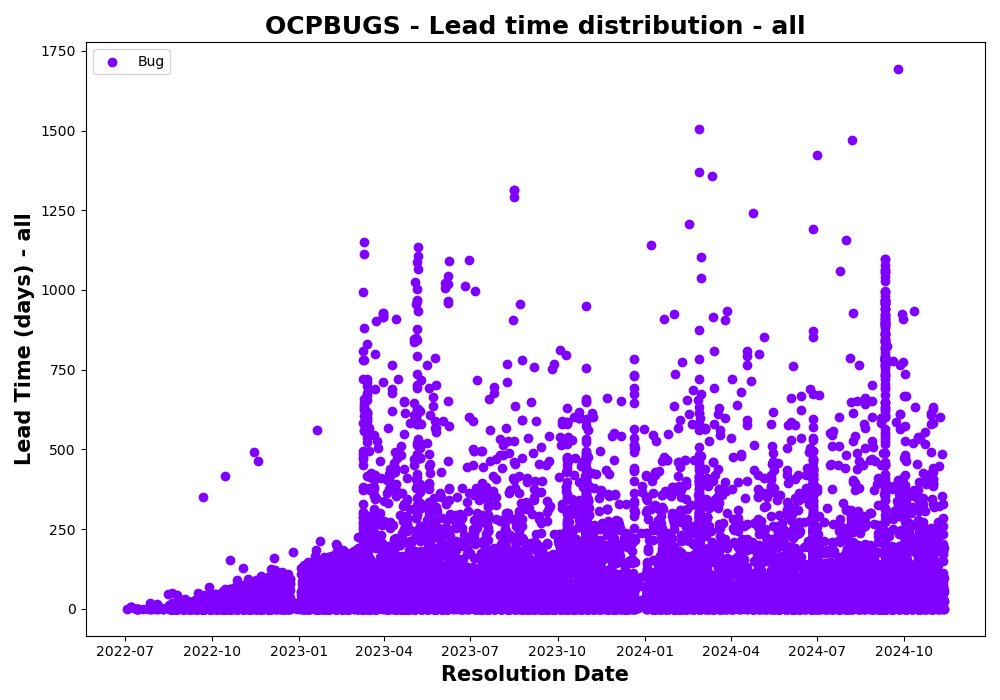 OCPBUGS - Lead time distribution - all
Bug
Lead Time (days) - all
1750
1500
1250
1000
750
500
250
0
2022-07 2022-10 2023-01 2023-04 2023-07 2023-10 2024-01 2024-04 2024-07 2024-10
Resolution Date